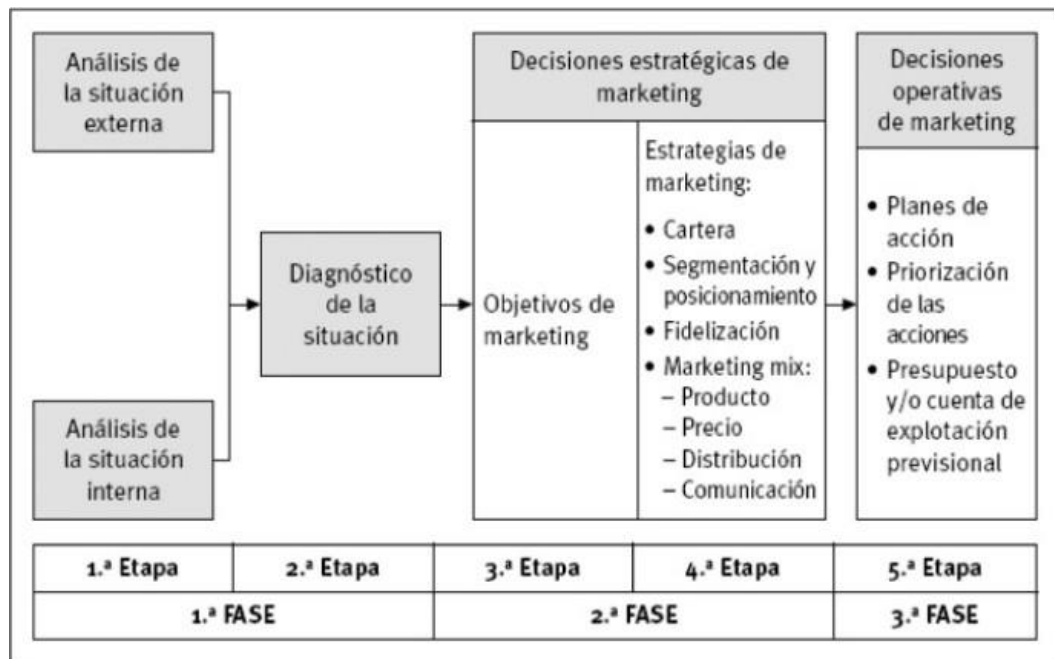 Análisis de
la situación
externa
Análisis de
la situación
interna
Diagnóstico
de la
situación
Decisiones estratégicas de
marketing
Objetivos de
marketing
Estrategias de
marketing:
• Cartera
• Segmentación y
posicionamiento
• Fidelización
• Marketing mix:
– Producto
– Precio
– Distribución
– Comunicación
Decisiones
operativas
de marketing
• Planes de
acción
• Priorización
de las
acciones
• Presupuesto
y/o cuenta de
explotación
previsional
1.ª Etapa 2.ª Etapa 3.ª Etapa 4.ª Etapa 5.ª Etapa
1.ª FASE 2.ª FASE 3.ª FASE